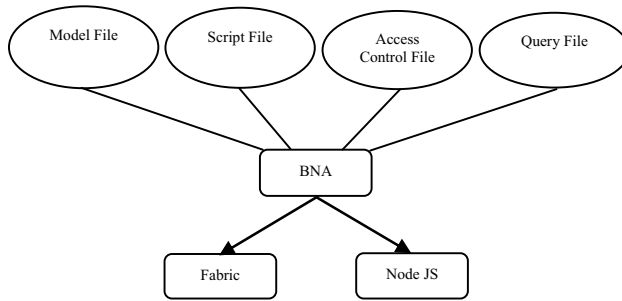 Model File
Script File
Access
Control File
Query File
BNA
Fabric
Node JS